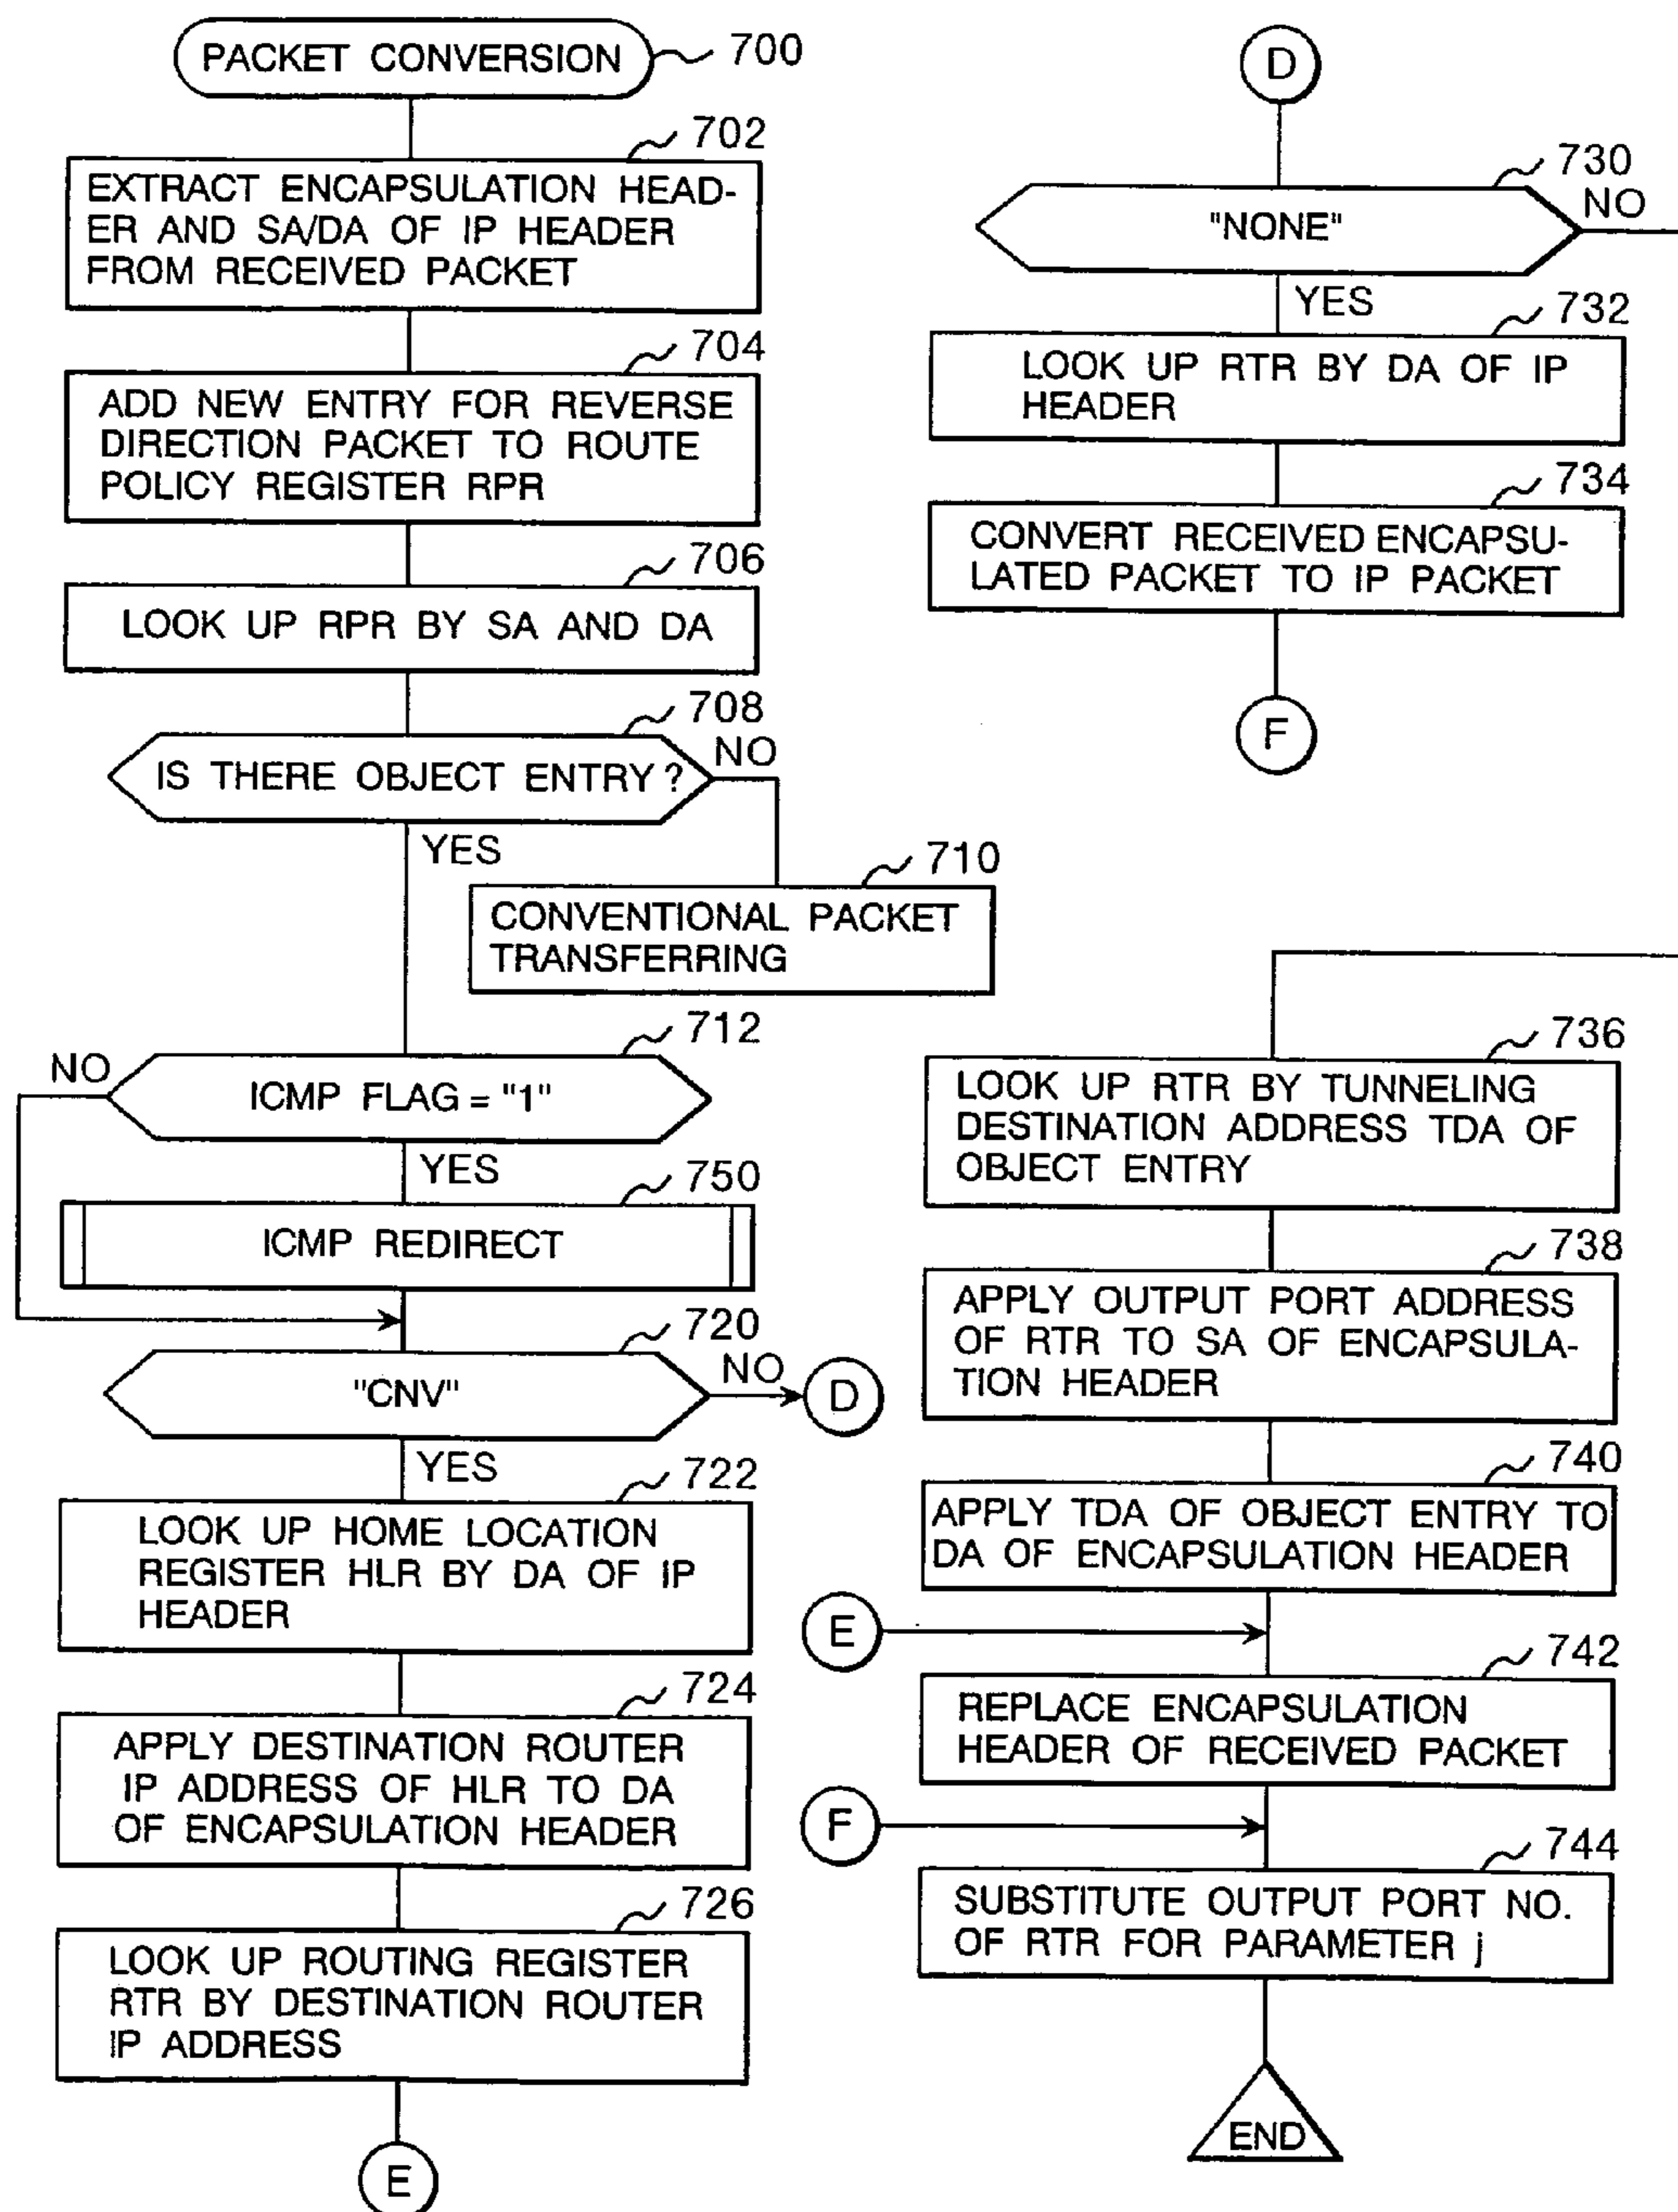 PACKET CONVERSION
700
702
EXTRACT ENCAPSULATION HEAD-
ER AND SA/DA OF IP HEADER
FROM RECEIVED PACKET
704
ADD NEW ENTRY FOR REVERSE
DIRECTION PACKET TO ROUTE
POLICY REGISTER RPR
706
LOOK UP RPR BY SA AND DA
708
IS THERE OBJECT ENTRY ?
NO
YES
710
CONVENTIONAL PACKET
TRANSFERRING
712
NO
ICMP FLAG = "1"
YES
750
ICMP REDIRECT
720
"CNV"
NO
D
YES
722
LOOK UP HOME LOCATION
REGISTER HLR BY DA OF IP
HEADER
724
APPLY DESTINATION ROUTER
IP ADDRESS OF HLR TO DA
OF ENCAPSULATION HEADER
726
LOOK UP ROUTING REGISTER
RTR BY DESTINATION ROUTER
IP ADDRESS
E
D
730
"NONE"
NO
YES
732
LOOK UP RTR BY DA OF IP
HEADER
734
CONVERT RECEIVED ENCAPSU-
LATED PACKET TO IP PACKET
F
736
LOOK UP RTR BY TUNNELING
DESTINATION ADDRESS TDA OF
OBJECT ENTRY
738
APPLY OUTPUT PORT ADDRESS
OF RTR TO SA OF ENCAPSULA-
TION HEADER
740
APPLY TDA OF OBJECT ENTRY TO
DA OF ENCAPSULATION HEADER
E
742
REPLACE ENCAPSULATION
HEADER OF RECEIVED PACKET
F
744
SUBSTITUTE OUTPUT PORT NO.
OF RTR FOR PARAMETER j
END